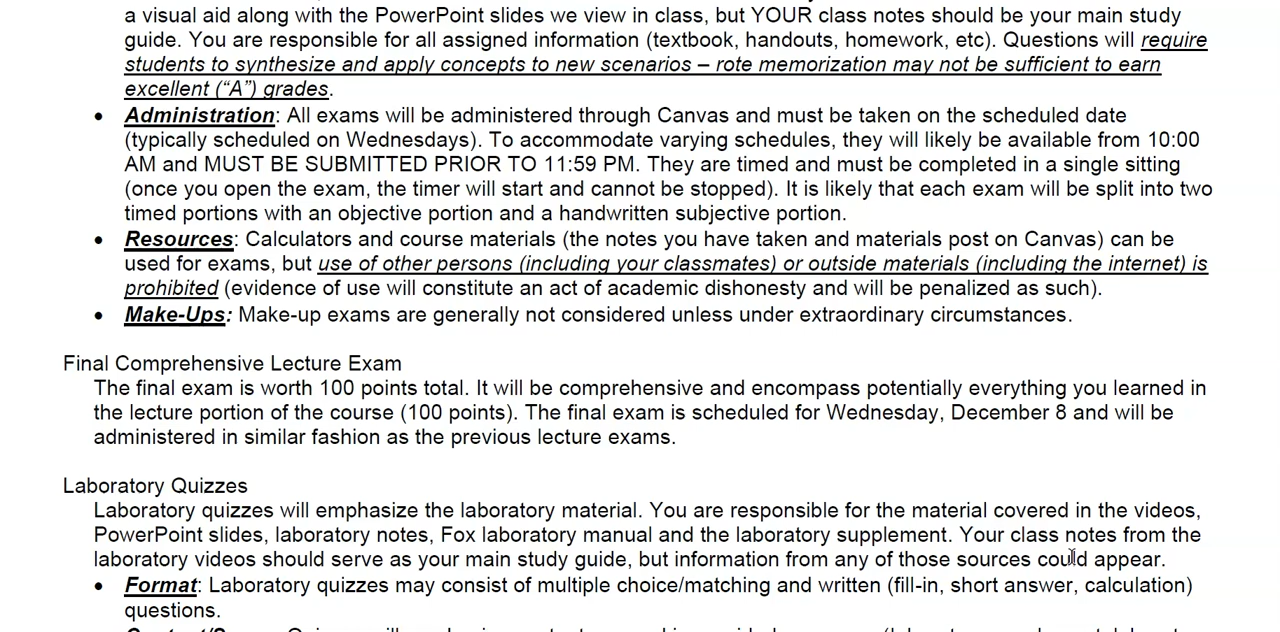 a visual aid along with the PowerPoint slides we view in class, but YOUR class notes should be your main study
guide. You are responsible for all assigned information (textbook, handouts, homework, etc). Questions will require
students to synthesize and apply concepts to new scenarios – rote memorization may not be sufficient to earn
excellent (“A”) grades.
• Administration: All exams will be administered through Canvas and must be taken on the scheduled date
(typically scheduled on Wednesdays). To accommodate varying schedules, they will likely be available from 10:00
AM and MUST BE SUBMITTED PRIOR TO 11:59 PM. They are timed and must be completed in a single sitting
(once you open the exam, the timer will start and cannot be stopped). It is likely that each exam will be split into two
timed portions with an objective portion and a handwritten subjective portion.
• Resources: Calculators and course materials (the notes you have taken and materials post on Canvas) can be
used for exams, but use of other persons (including your classmates) or outside materials (including the internet) is
prohibited (evidence of use will constitute an act of academic dishonesty and will be penalized as such).
• Make-Ups: Make-up exams are generally not considered unless under extraordinary circumstances.
Final Comprehensive Lecture Exam
The final exam is worth 100 points total. It will be comprehensive and encompass potentially everything you learned in
the lecture portion of the course (100 points). The final exam is scheduled for Wednesday, December 8 and will be
administered in similar fashion as the previous lecture exams.
Laboratory Quizzes
Laboratory quizzes will emphasize the laboratory material. You are responsible for the material covered in the videos,
PowerPoint slides, laboratory notes, Fox laboratory manual and the laboratory supplement. Your class notes from the
laboratory videos should serve as your main study guide, but information from any of those sources could appear.
• Format: Laboratory quizzes may consist of multiple choice/matching and written (fill-in, short answer, calculation)
questions.